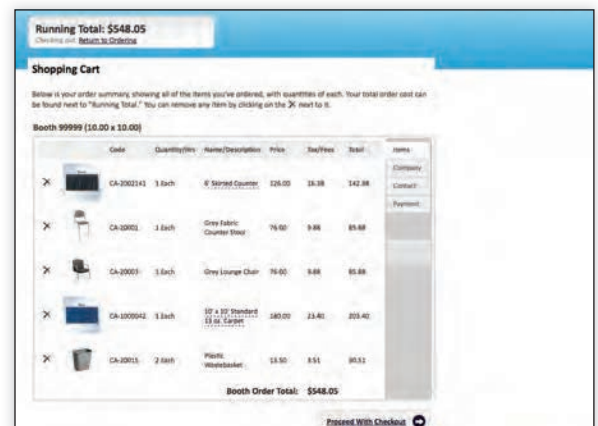 Running Total: $548.05
Checking out. Return to Ordering
Shopping Cart
Below is your order summary, showing all of the items you've ordered, with quantities of each. Your total order cost can
be found next to "Running Total." You can remove any item by clicking on the X next to it.
Booth 99999 (10.00 x 10.00)
Code Quantity/Hrs Name/Description Price Tax/Fees Total Items
Company
Contact
Payment
X CA-2002141 1 Each 6' Skirted Counter 126.00 16.38 142.38
X CA-20001 1 Each Grey Fabric
Counter Stool 76.00 9.88 85.88
X CA-20003 1 Each Grey Lounge Chair 76.00 9.88 85.88
X CA-1000042 1 Each 10' x 10' Standard
13 oz. Carpet 180.00 23.40 203.40
X CA-20015 2 Each Plastic
Wastebasket 13.50 3.51 30.51
Booth Order Total: $548.05
Proceed With Checkout